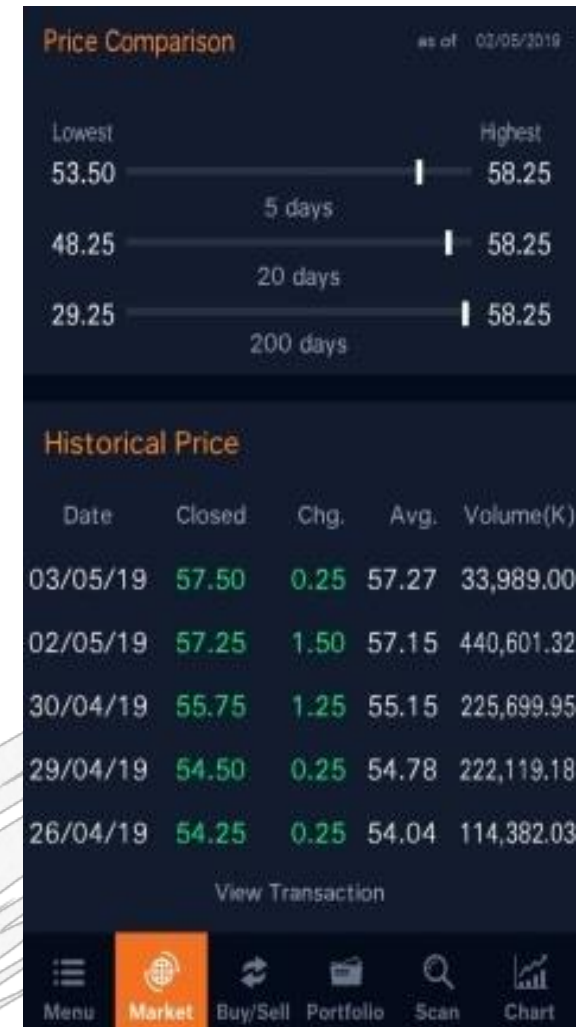 Price Comparison as of 02/05/2019
Lowest Highest
53.50 58.25
5 days
48.25 58.25
20 days
29.25 58.25
200 days
Historical Price
Date Closed Chg. Avg. Volume(K)
03/05/19 57.50 0.25 57.27 33,989.00
02/05/19 57.25 1.50 57.15 440,601.32
30/04/19 55.75 1.25 55.15 225,699.95
29/04/19 54.50 0.25 54.78 222,119.18
26/04/19 54.25 0.25 54.04 114,382.03
View Transaction
Menu Market Buy/Sell Portfolio Scan Chart